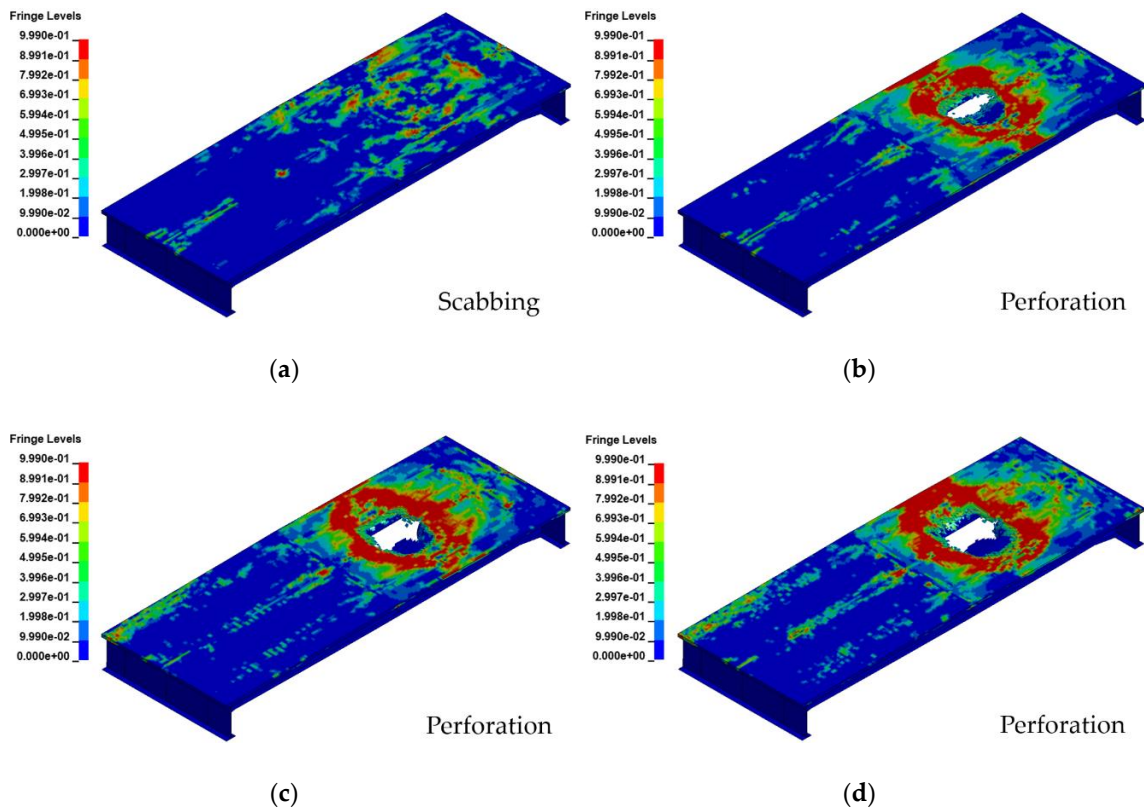 Fringe Levels
9.990e-01
8.991e-01
7.992e-01
6.993e-01
5.994e-01
4.995e-01
3.996e-01
2.997e-01
1.998e-01
9.990e-02
0.000e+00
Scabbing
(a)
Fringe Levels
9.990e-01
8.991e-01
7.992e-01
6.993e-01
5.994e-01
4.995e-01
3.996e-01
2.997e-01
1.998e-01
9.990e-02
0.000e+00
Perforation
(b)
Fringe Levels
9.990e-01
8.991e-01
7.992e-01
6.993e-01
5.994e-01
4.995e-01
3.996e-01
2.997e-01
1.998e-01
9.990e-02
0.000e+00
Perforation
(c)
Fringe Levels
9.990e-01
8.991e-01
7.992e-01
6.993e-01
5.994e-01
4.995e-01
3.996e-01
2.997e-01
1.998e-01
9.990e-02
0.000e+00
Perforation
(d)